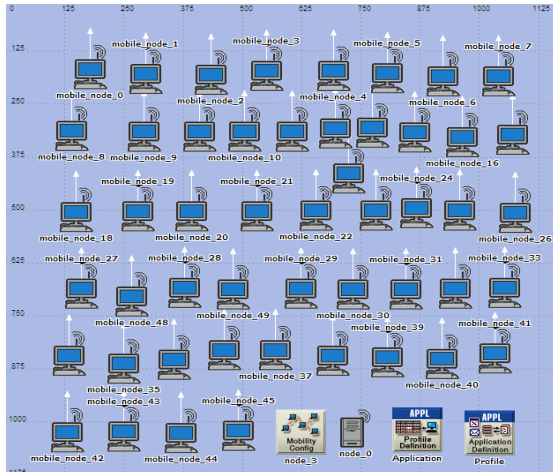 0 125 250 375 500 625 750 875 1000 1125
mobile_node_1 mobile_node_3 mobile_node_5 mobile_node_7
125
mobile_node_0 mobile_node_2 mobile_node_4 mobile_node_6
250
mobile_node_8 mobile_node_9 mobile_node_10 mobile_node_16
375
mobile_node_19 mobile_node_21 mobile_node_24
500
mobile_node_18 mobile_node_20 mobile_node_22 mobile_node_26
mobile_node_27 mobile_node_28 mobile_node_29 mobile_node_31 mobile_node_33
625
mobile_node_49 mobile_node_30
750
mobile_node_48 mobile_node_39 mobile_node_41
875
mobile_node_35 mobile_node_37 mobile_node_40
mobile_node_43 mobile_node_45
1000
mobile_node_42 mobile_node_44
Mobility
Config
node_3
node_0
APPL
Profile
Definition
Application
APPL
Application
Definition
Profile